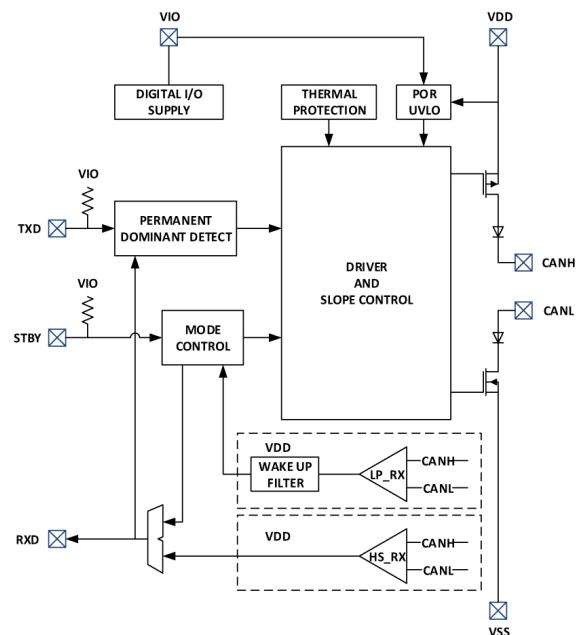 VIO
VDD
DIGITAL I/O
SUPPLY
THERMAL
PROTECTION
POR
UVLO
VIO
TXD
PERMANENT
DOMINANT DETECT
DRIVER
AND
SLOPE CONTROL
CANH
CANL
VIO
STBY
MODE
CONTROL
VDD
WAKE UP
FILTER
LP_RX
CANH
CANL
RXD
VDD
HS_RX
CANH
CANL
VSS